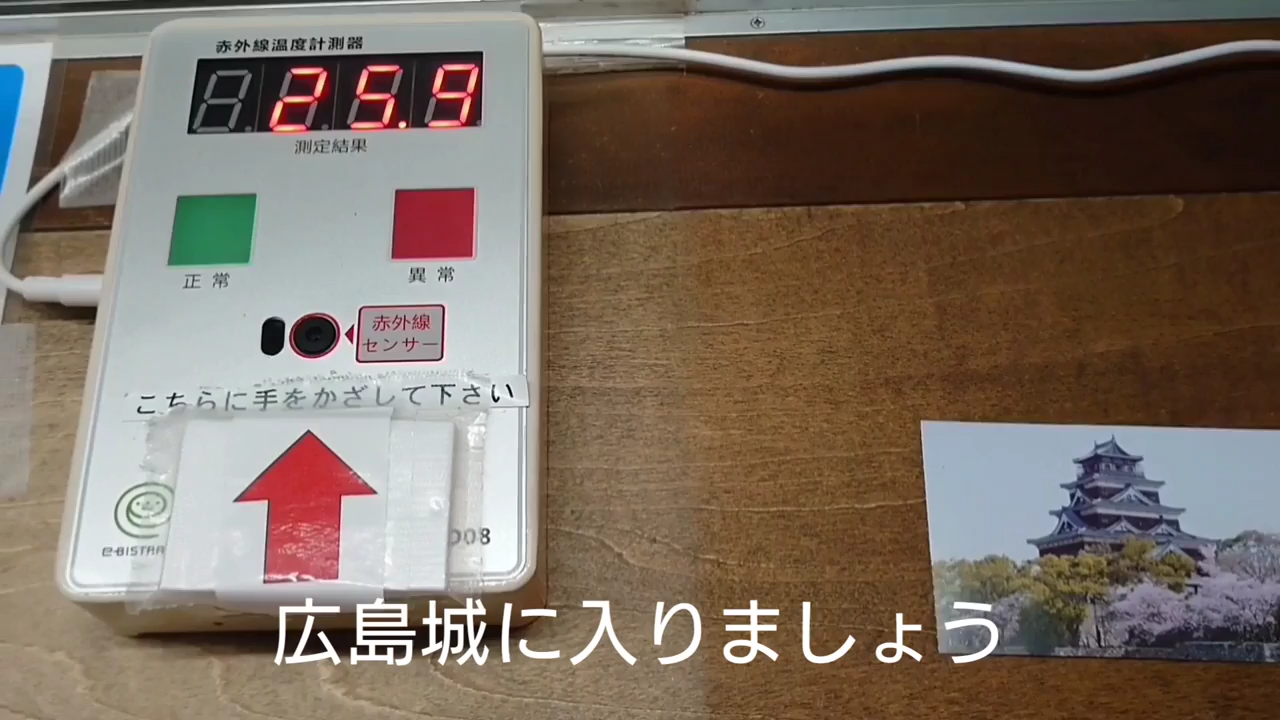 赤外線温度計測器
25.9
測定結果
正常
異常
赤外線
センサー
こちらに手をかざして下さい
e-BISTRA
008
広島城に入りましょう